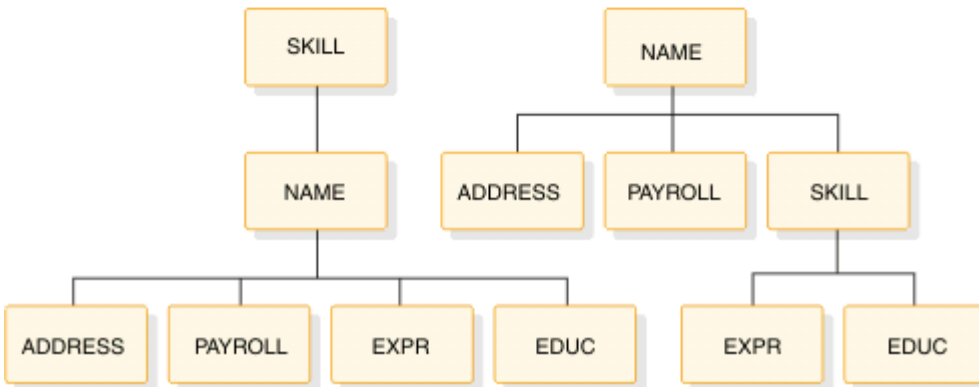 SKILL
NAME
NAME
ADDRESS
PAYROLL
SKILL
ADDRESS
PAYROLL
EXPR
EDUC
EXPR
EDUC